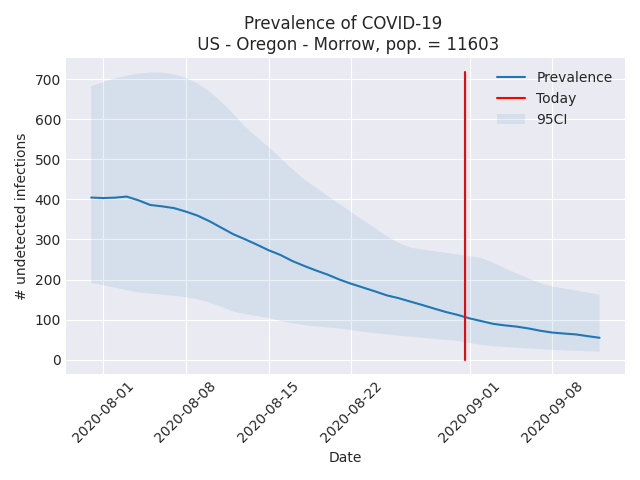 Prevalence of COVID-19
US - Oregon - Morrow, pop. = 11603
# undetected infections
700
600
500
400
300
200
100
0
Prevalence
Today
95CI
2020-08-01
2020-08-08
2020-08-15
2020-08-22
2020-09-01
2020-09-08
Date